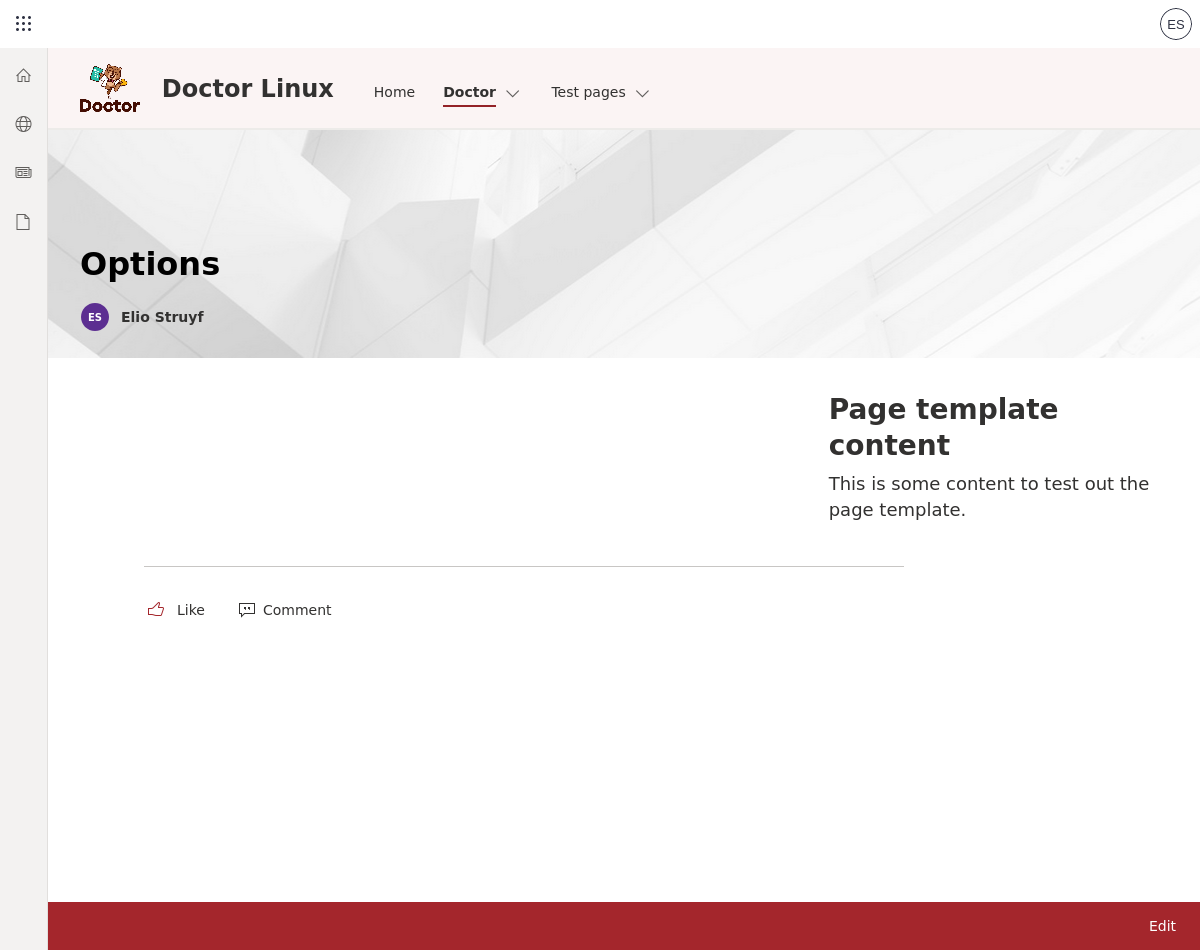 ES
Doctor
Doctor Linux
Home
Doctor
Test pages
Options
ES
Elio Struyf
Page template
content
This is some content to test out the
page template.
Like
Comment
Edit